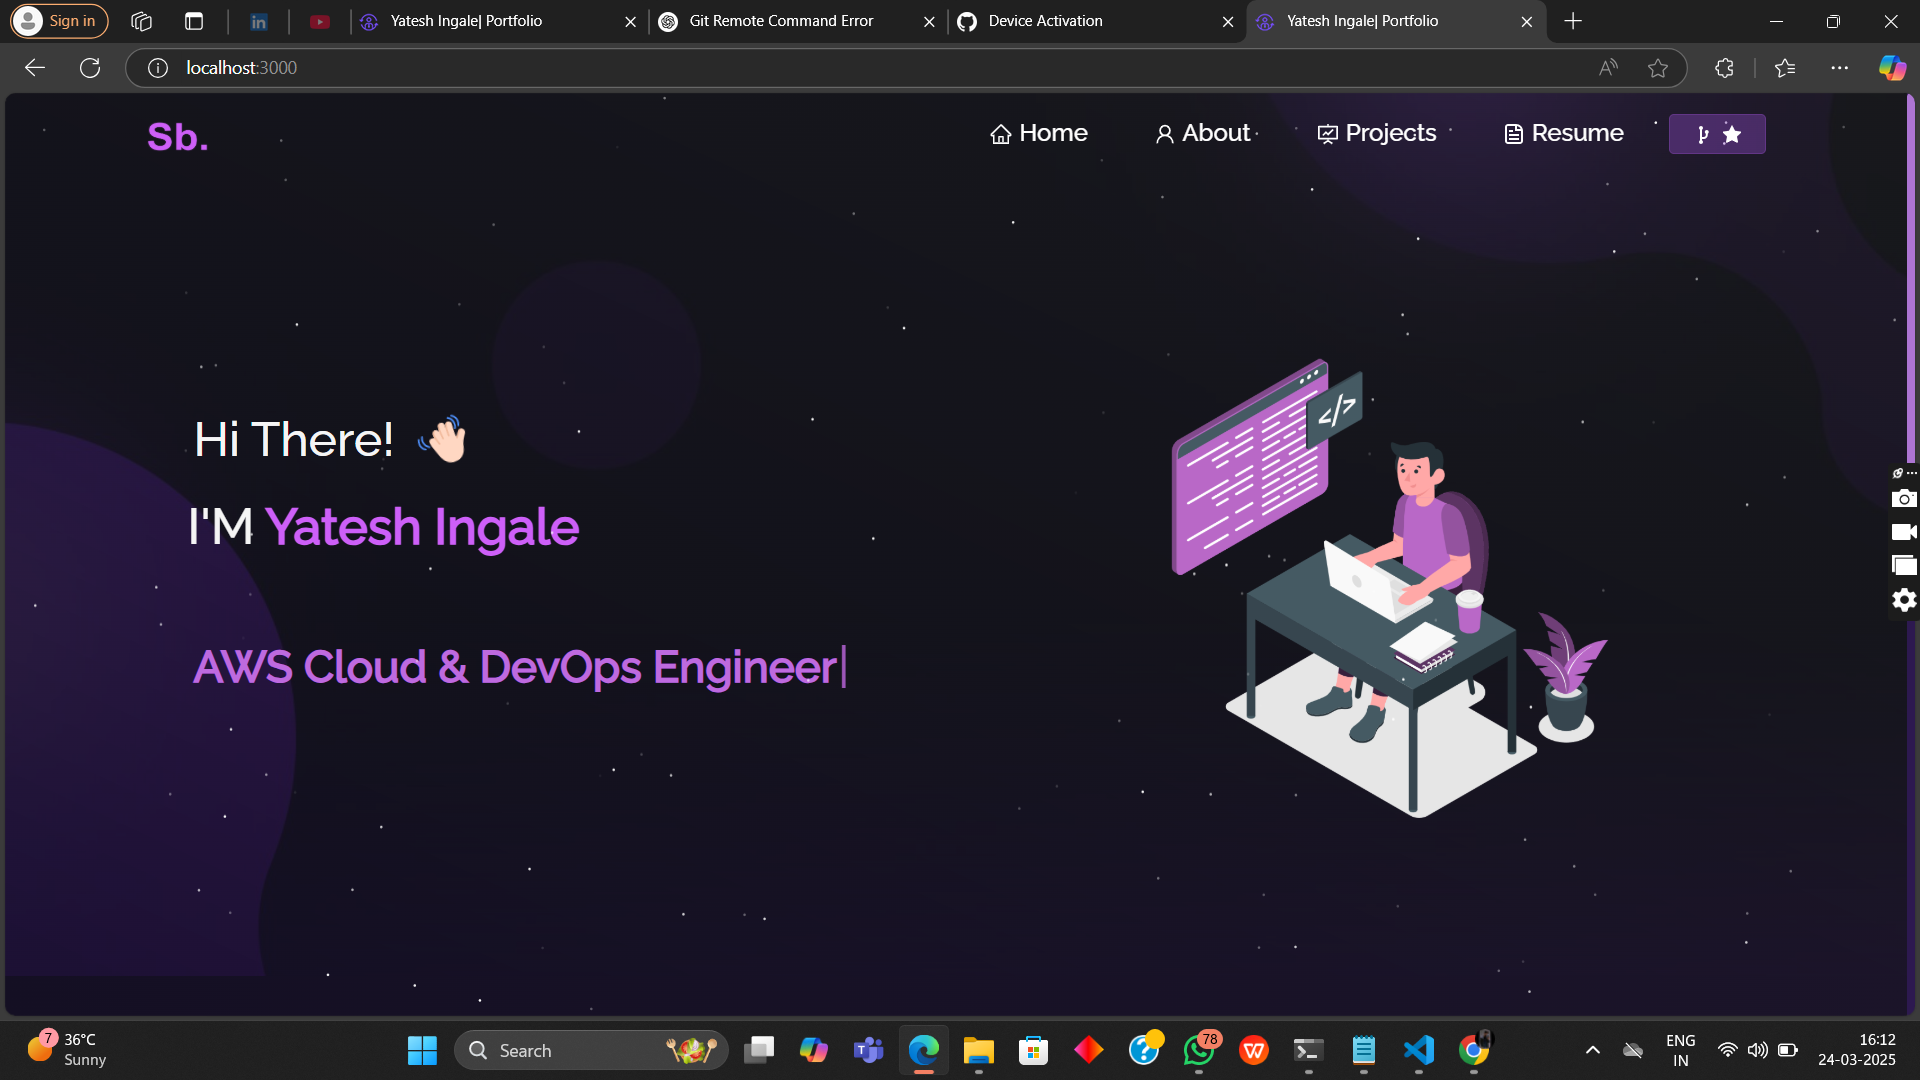 Sign in
Yatesh Ingale| Portfolio
Git Remote Command Error
Device Activation
Yatesh Ingale| Portfolio
localhost:3000
Sb.
Home
About
Projects
Resume
Hi There!
I'M Yatesh Ingale
AWS Cloud & DevOps Engineer
</>
7
36°C
Sunny
Search
78
ENG
IN
16:12
24-03-2025